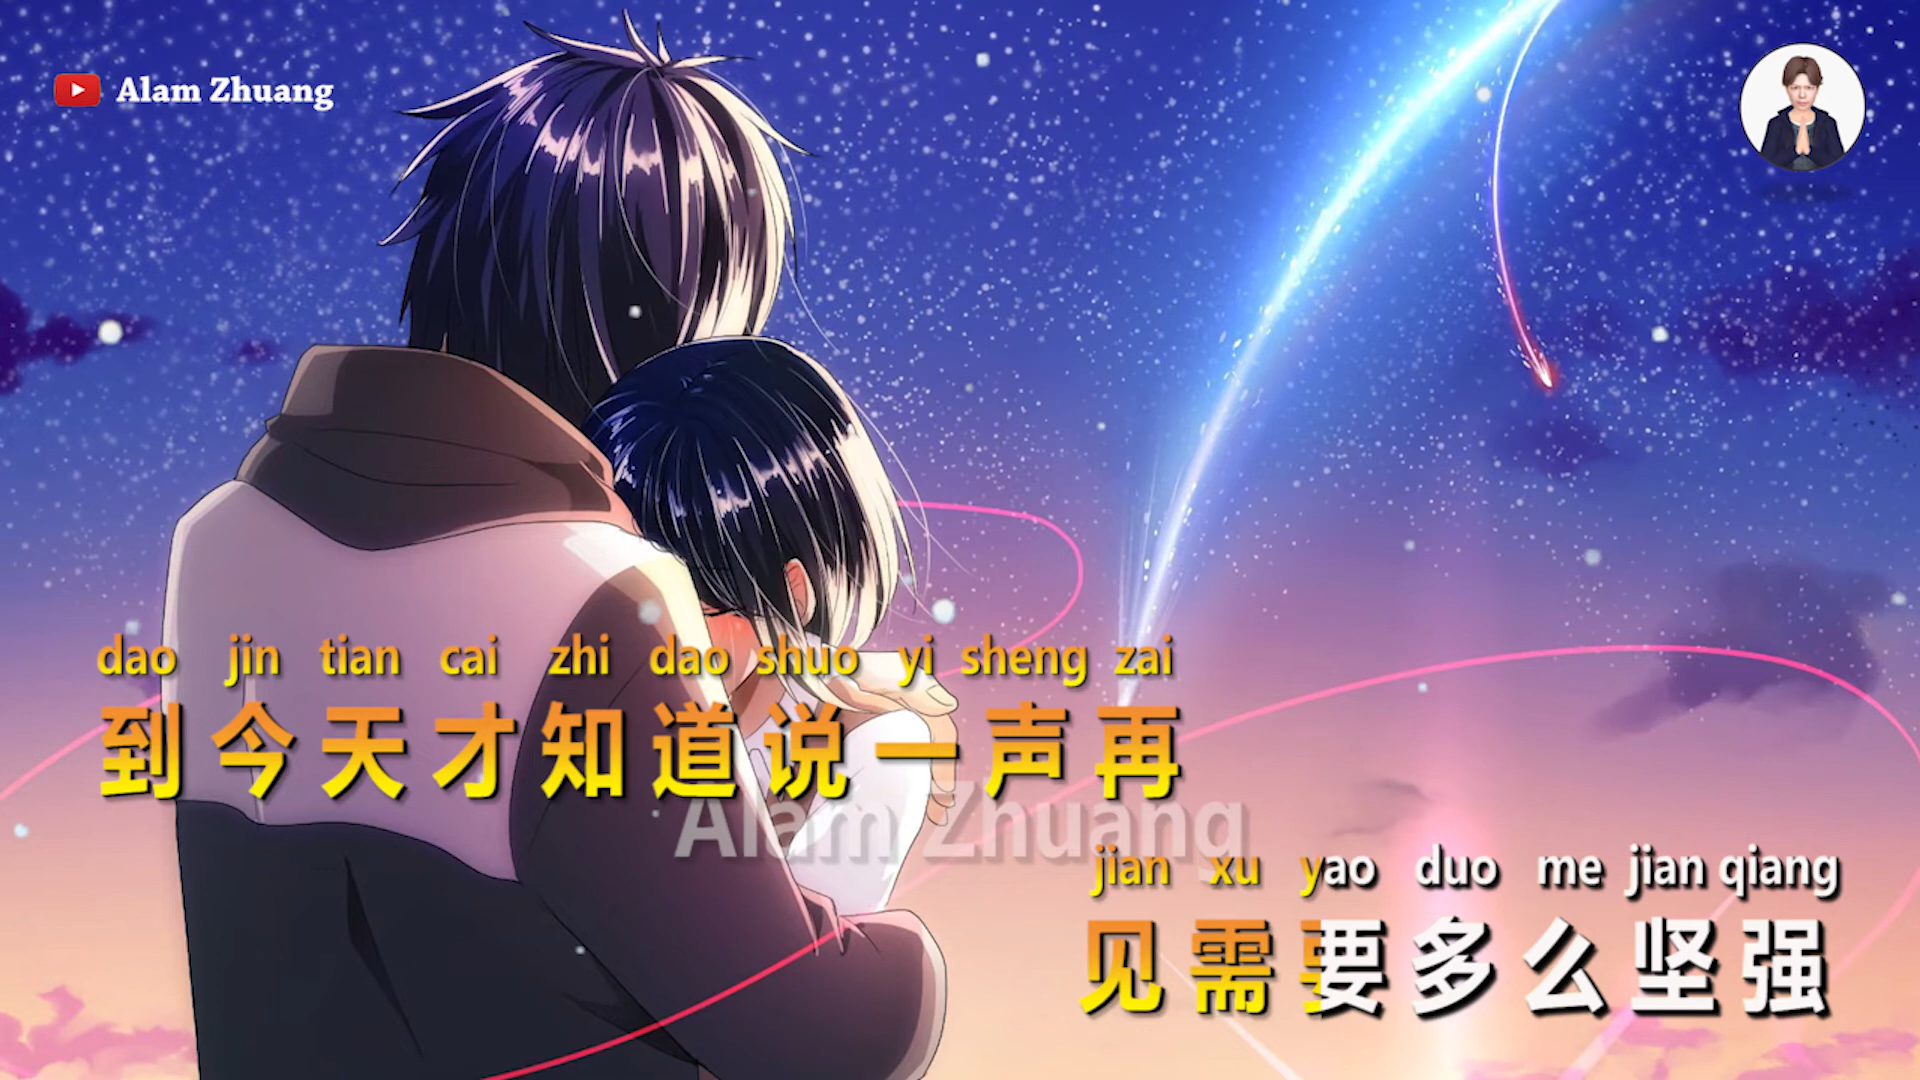 Alam Zhuang
dao jin tian cai zhi dao shuo yi sheng zai
到今天才知道说一声再
Alam Zhuang
jian xu yao duo me jian qiang
见需要多么坚强